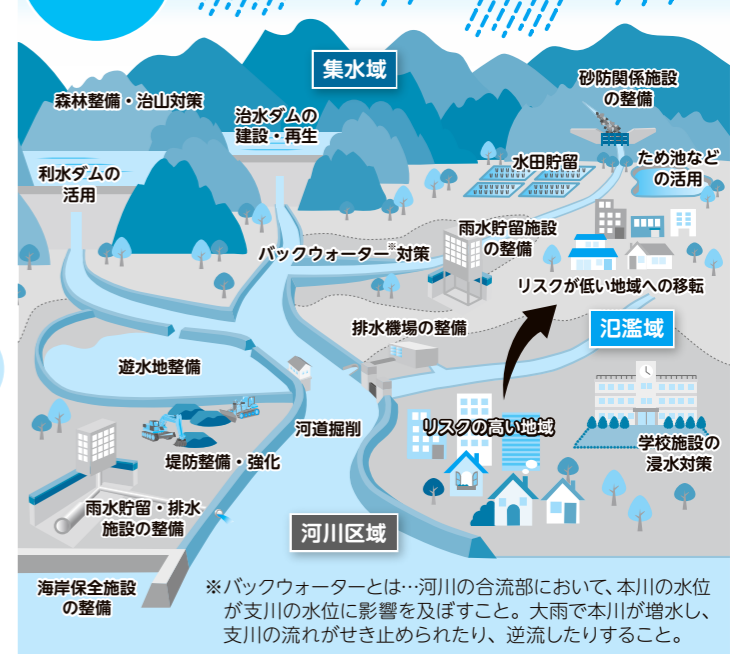 集水域
森林整備・治山対策
治水ダムの
建設・再生
砂防関係施設
の整備
利水ダムの
活用
水田貯留
ため池など
の活用
雨水貯留施設
の整備
バックウォーター※対策
リスクが低い地域への移転
排水機場の整備
氾濫域
遊水地整備
リスクの高い地域
河道掘削
学校施設の
浸水対策
堤防整備・強化
雨水貯留・排水
施設の整備
河川区域
海岸保全施設
の整備
※バックウォーターとは…河川の合流部において、本川の水位
が支川の水位に影響を及ぼすこと。大雨で本川が増水し、
支川の流れがせき止められたり、逆流したりすること。